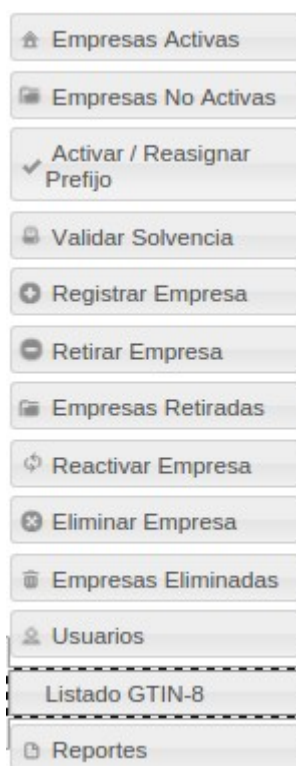 Empresas Activas
Empresas No Activas
Activar / Reasignar
Prefijo
Validar Solvencia
Registrar Empresa
Retirar Empresa
Empresas Retiradas
Reactivar Empresa
Eliminar Empresa
Empresas Eliminadas
Usuarios
Listado GTIN-8
Reportes